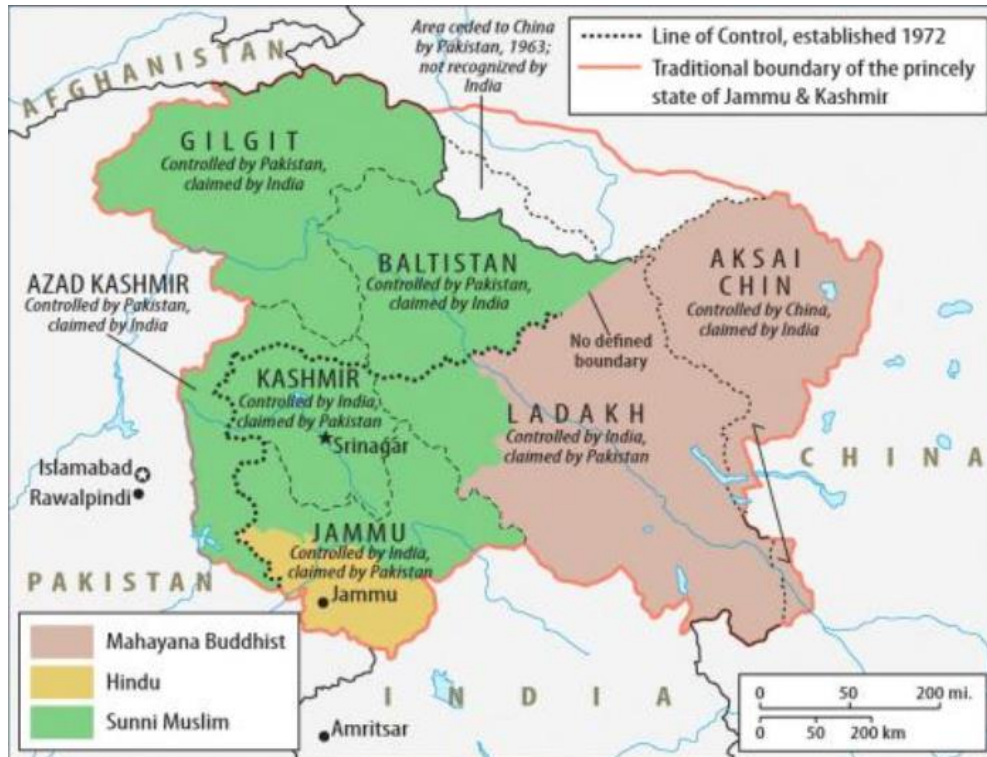 AFGHANISTAN
Area ceded to China
by Pakistan, 1963;
not recognized by
India
Line of Control, established 1972
Traditional boundary of the princely
state of Jammu & Kashmir
GILGIT
Controlled by Pakistan,
claimed by India
BALTISTAN
Controlled by Pakistan,
claimed by India
AKSAI
CHIN
Controlled by China,
claimed by India
AZAD KASHMIR
Controlled by Pakistan,
claimed by India
No defined
boundary
KASHMIR
Controlled by India,
claimed by Pakistan
Srinagar
LADAKH
Controlled by India,
claimed by Pakistan
CHINA
Islamabad
Rawalpindi
JAMMU
Controlled by India,
claimed by Pakistan
Jammu
PAKISTAN
Mahayana Buddhist
Hindu
Sunni Muslim
INDIA
Amritsar
0 50 200 mi.
0 50 200 km